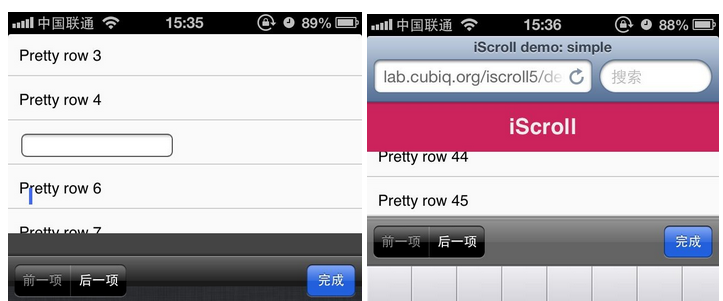 中国联通
15:35
89%
Pretty row 3
Pretty row 4
Pretty row 6
Pretty row 7
前一项 后一项 完成
中国联通
15:36
88%
iScroll demo: simple
lab.cubiq.org/iscroll5/de
搜索
iScroll
Pretty row 44
Pretty row 45
前一项 后一项 完成